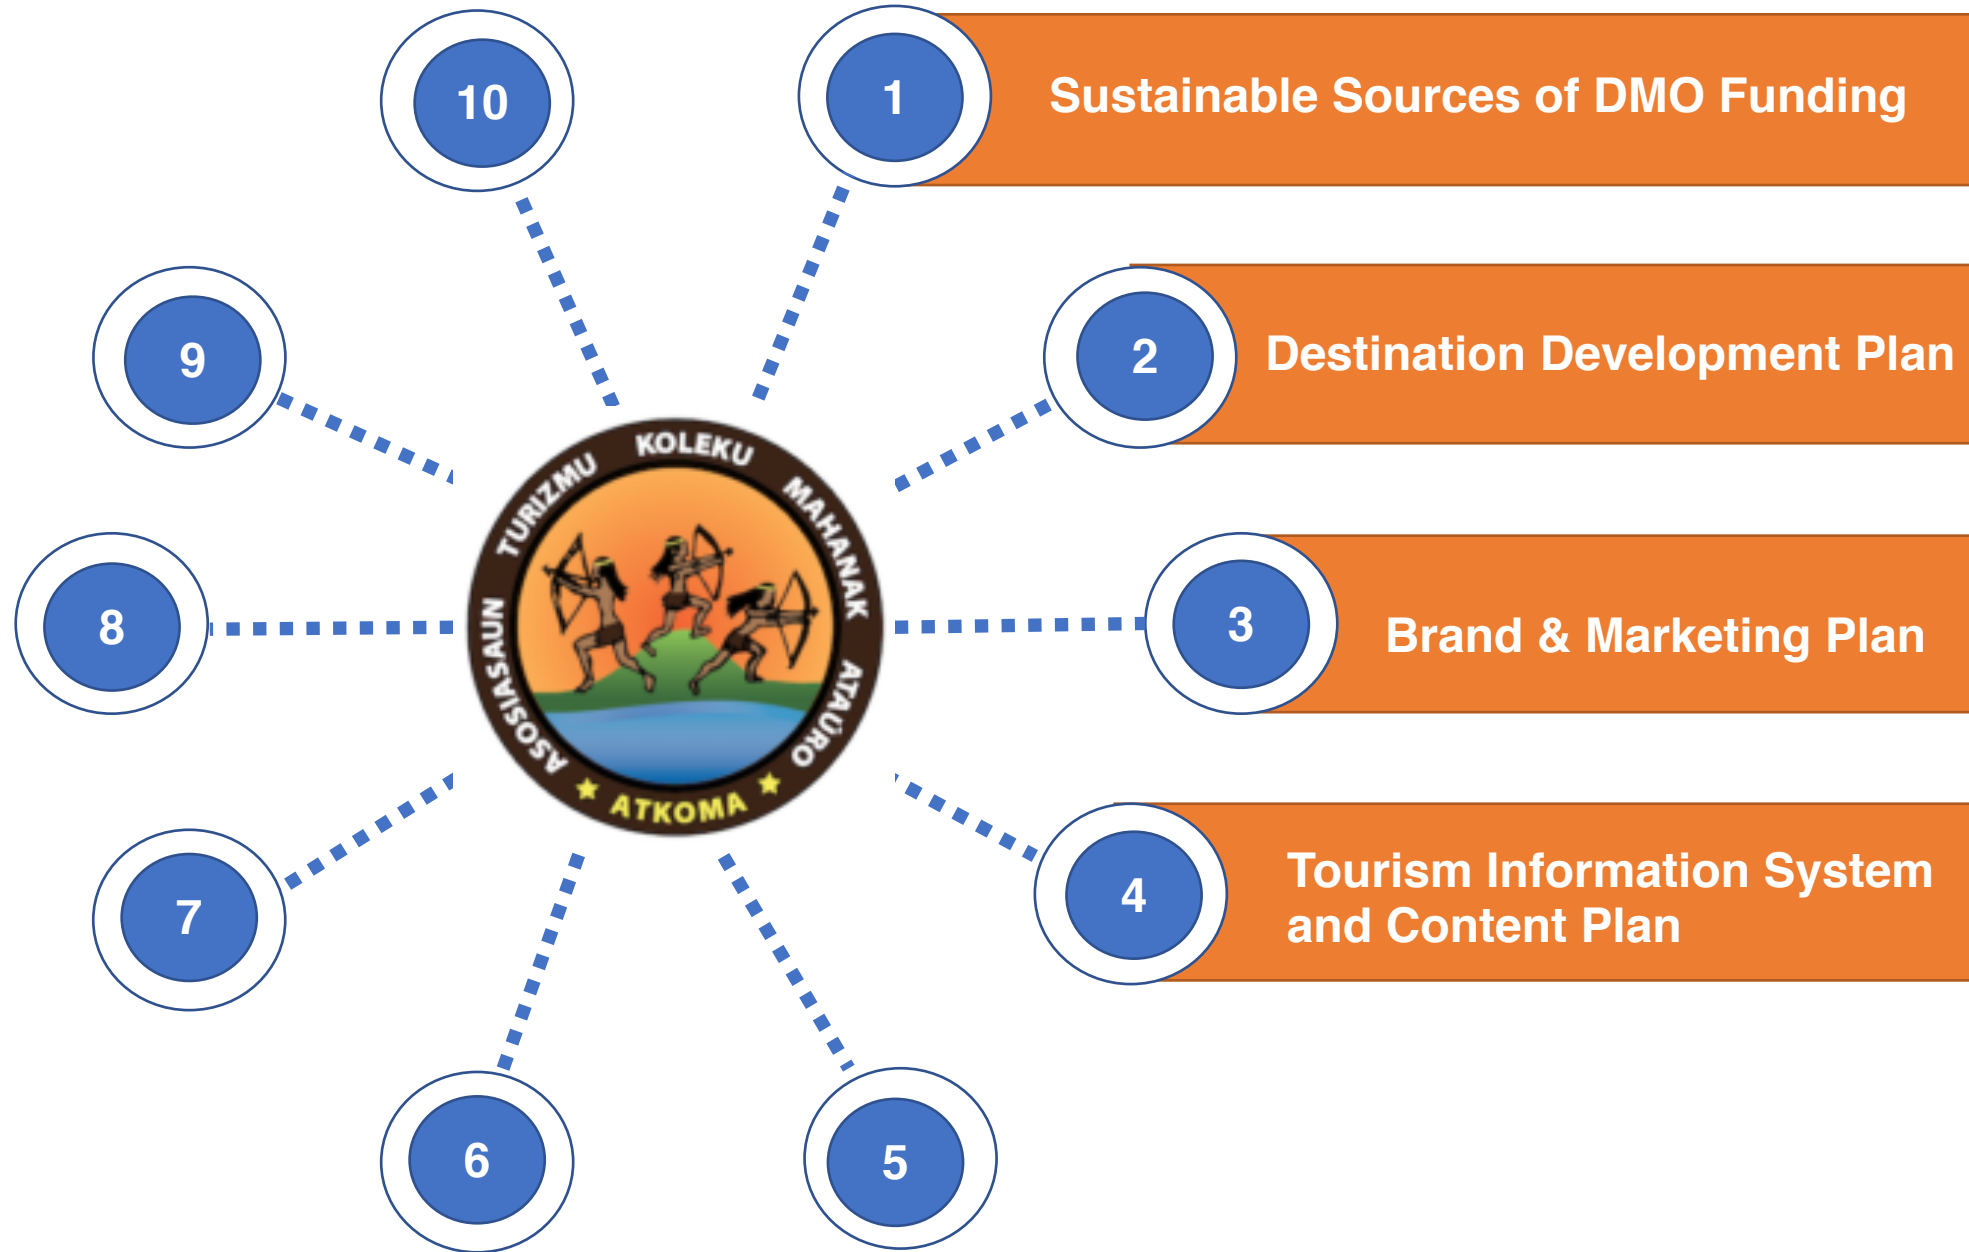 10
1
Sustainable Sources of DMO Funding
9
2
Destination Development Plan
8
3
Brand & Marketing Plan
7
4
Tourism Information System
and Content Plan
6
5
ASOSIASAUN TURIZMU KOLEKU MAHANAK ATAÚRO
ATKOMA